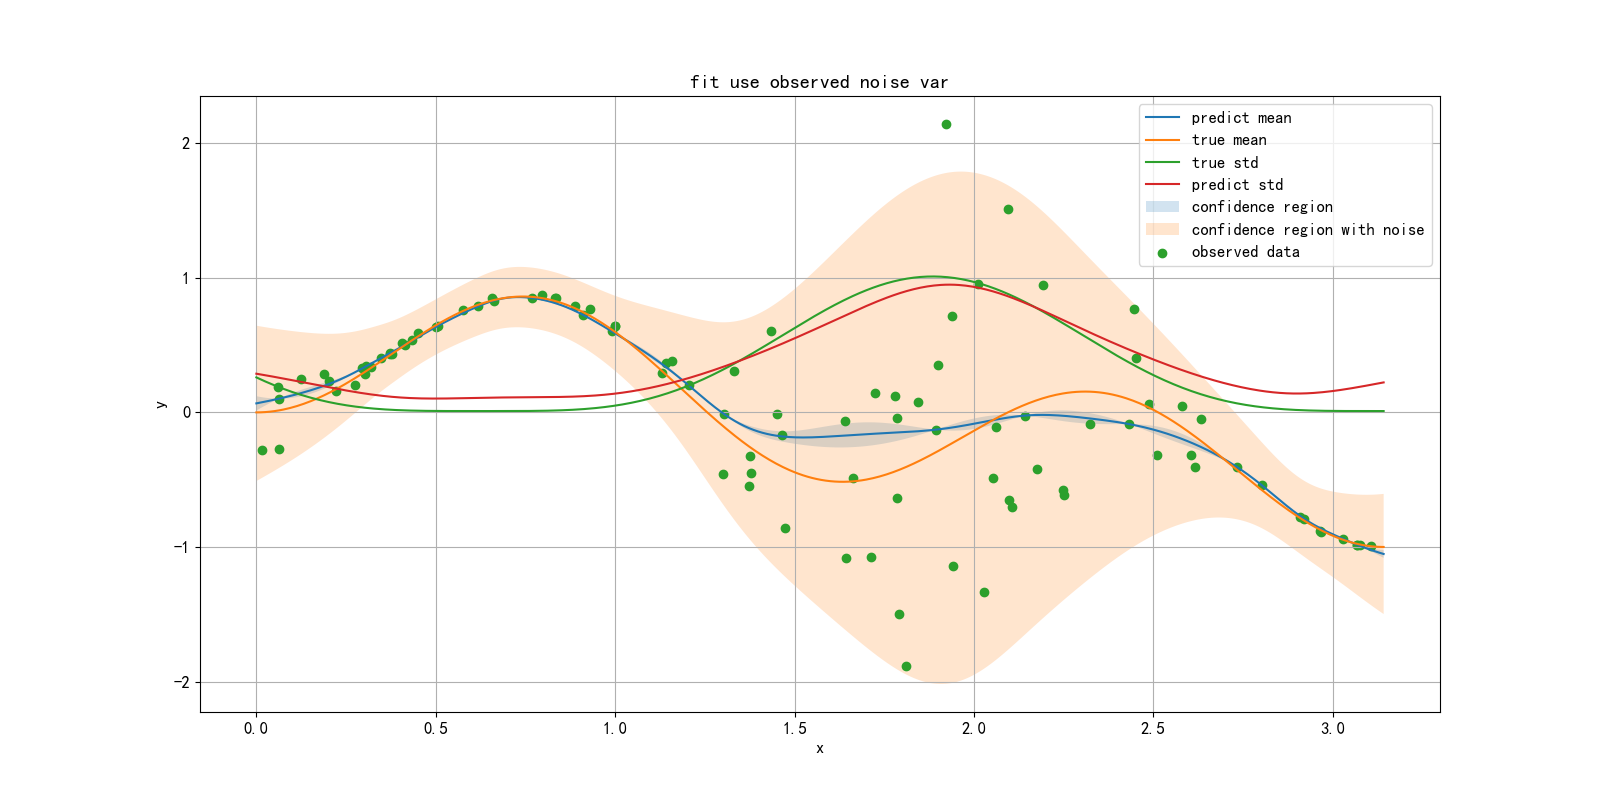 fit use observed noise var
predict mean
true mean
true std
predict std
confidence region
confidence region with noise
observed data
y
2
1
0
−1
−2
0.0 0.5 1.0 1.5 2.0 2.5 3.0
x